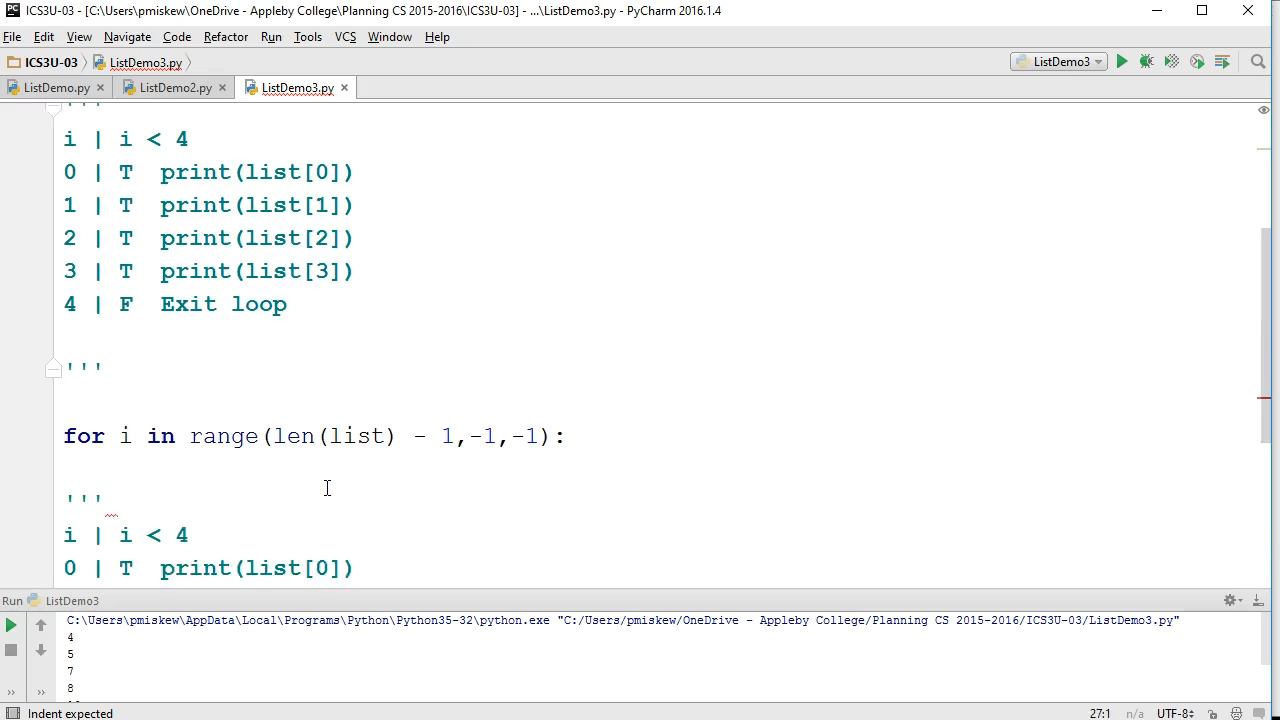 ICS3U-03 - [C:\Users\pmiskew\OneDrive - Appleby College\Planning CS 2015-2016\ICS3U-03] - ...\ListDemo3.py - PyCharm 2016.1.4
File Edit View Navigate Code Refactor Run Tools VCS Window Help
ICS3U-03 ListDemo3.py ListDemo3
ListDemo.py ListDemo2.py ListDemo3.py
'''
i | i < 4
0 | T  print(list[0])
1 | T  print(list[1])
2 | T  print(list[2])
3 | T  print(list[3])
4 | F  Exit loop
'''
for i in range(len(list) - 1,-1,-1):
'''
i | i < 4
0 | T  print(list[0])
Run ListDemo3
C:\Users\pmiskew\AppData\Local\Programs\Python\Python35-32\python.exe "C:/Users/pmiskew/OneDrive - Appleby College/Planning CS 2015-2016/ICS3U-03/ListDemo3.py"
4
5
7
8
Indent expected 27:1 n/a UTF-8